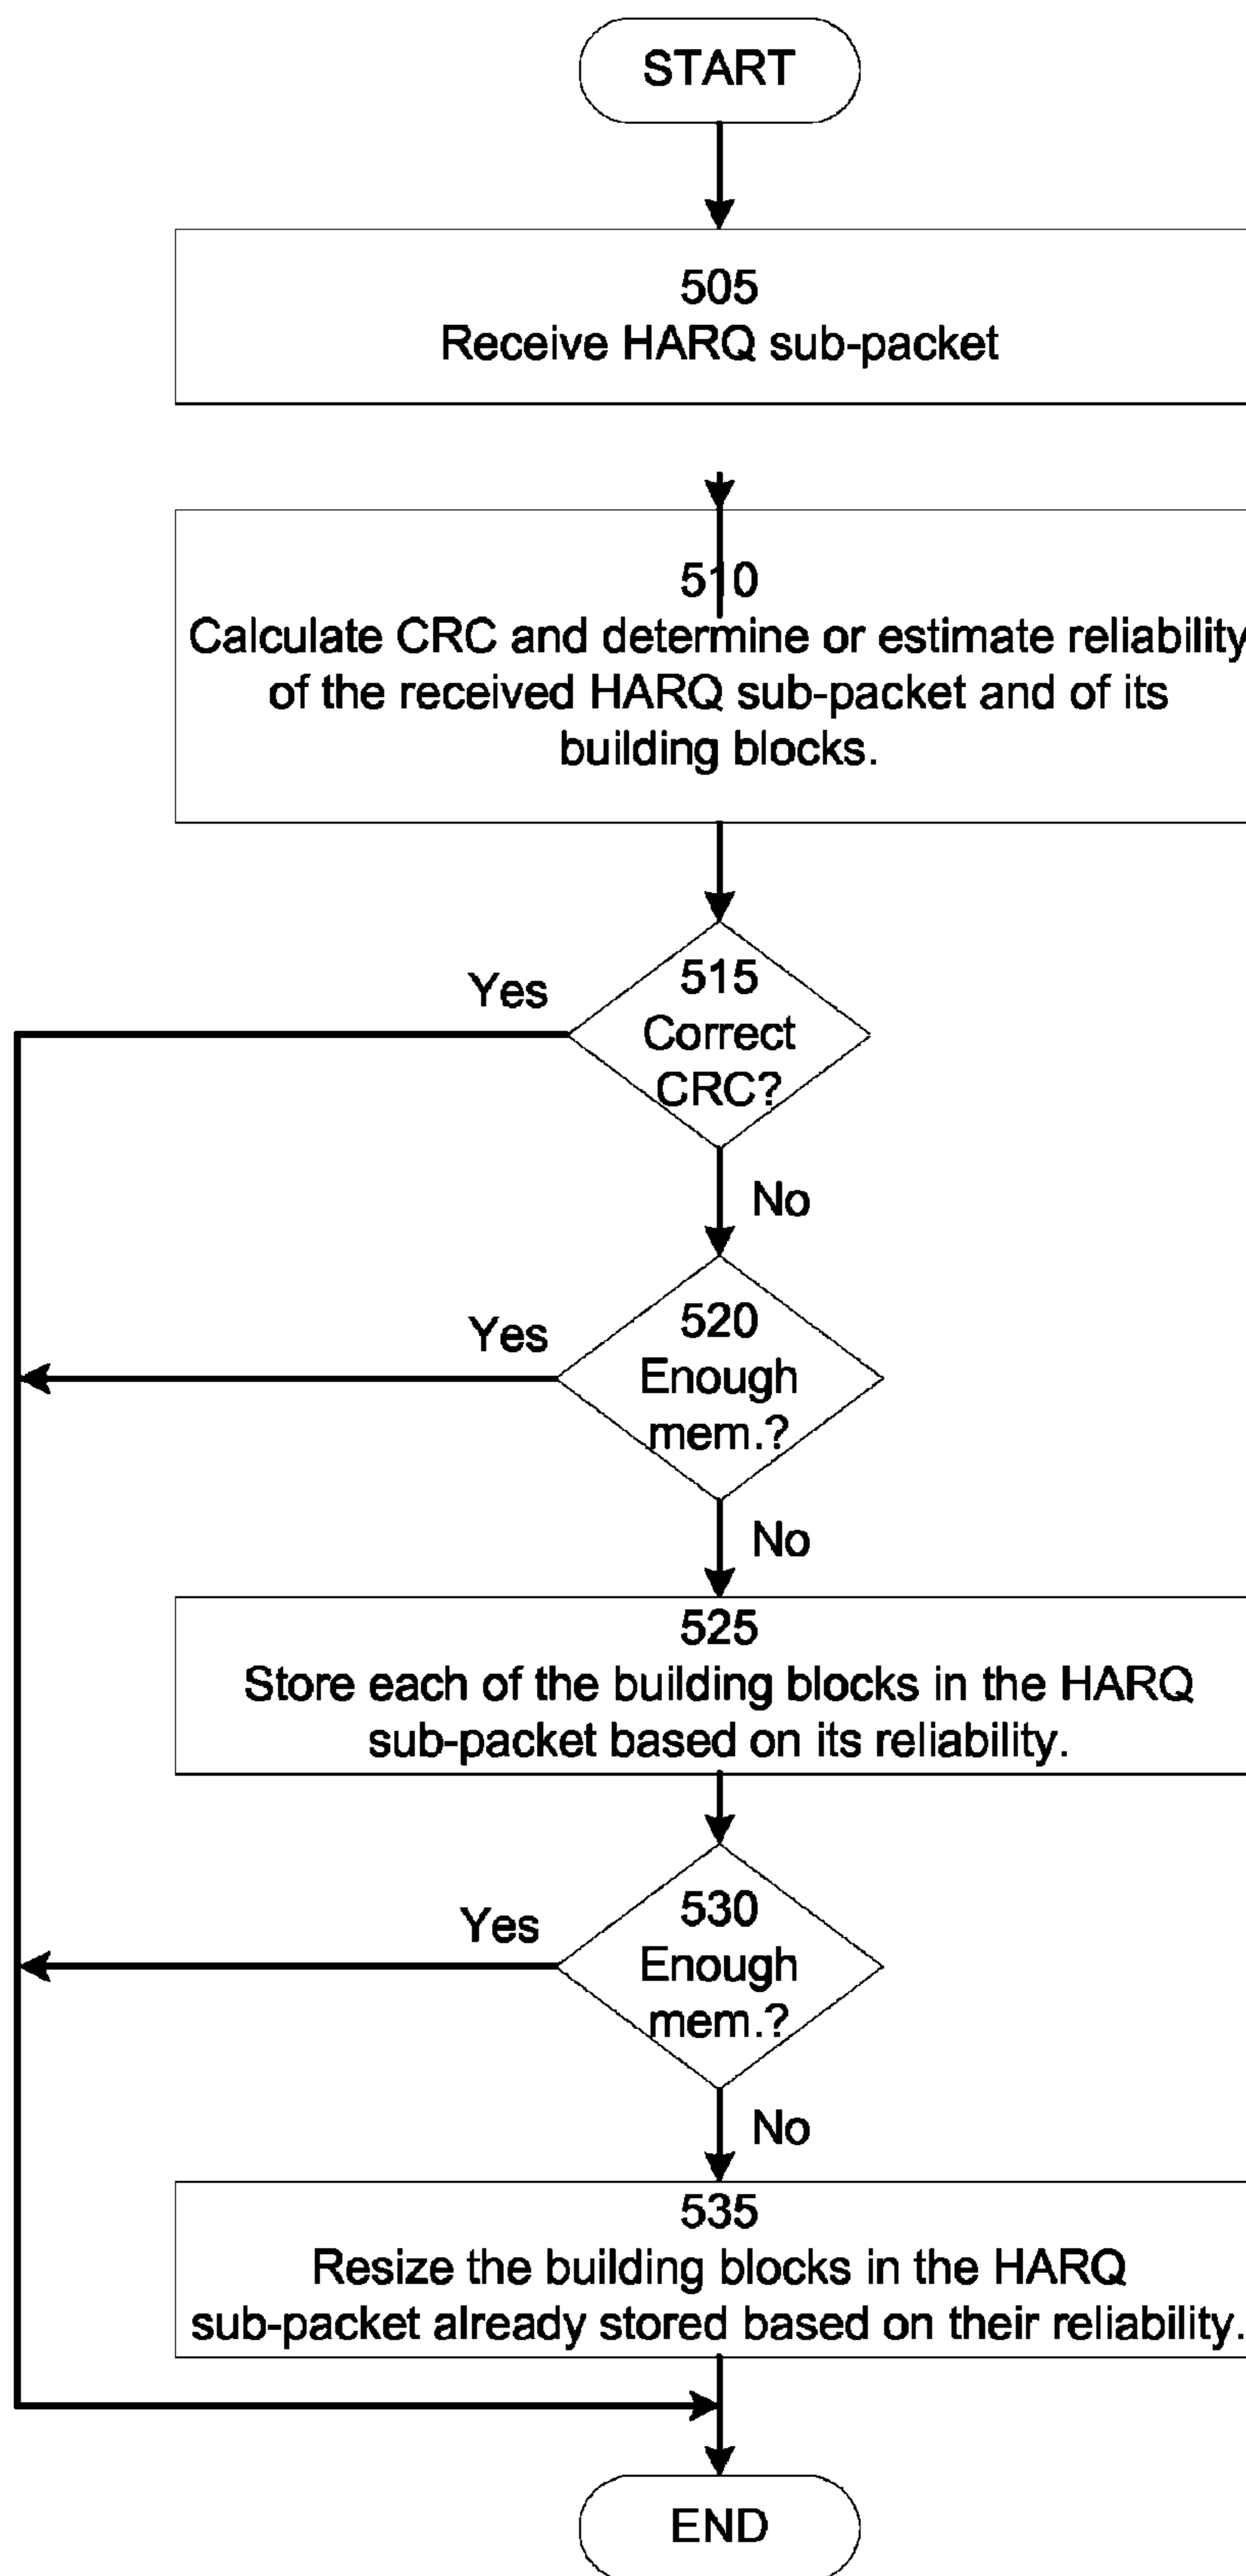 START
505
Receive HARQ sub-packet
510
Calculate CRC and determine or estimate reliability
of the received HARQ sub-packet and of its
building blocks.
515
Correct
CRC?
Yes
No
520
Enough
mem.?
Yes
No
525
Store each of the building blocks in the HARQ
sub-packet based on its reliability.
530
Enough
mem.?
Yes
No
535
Resize the building blocks in the HARQ
sub-packet already stored based on their reliability.
END